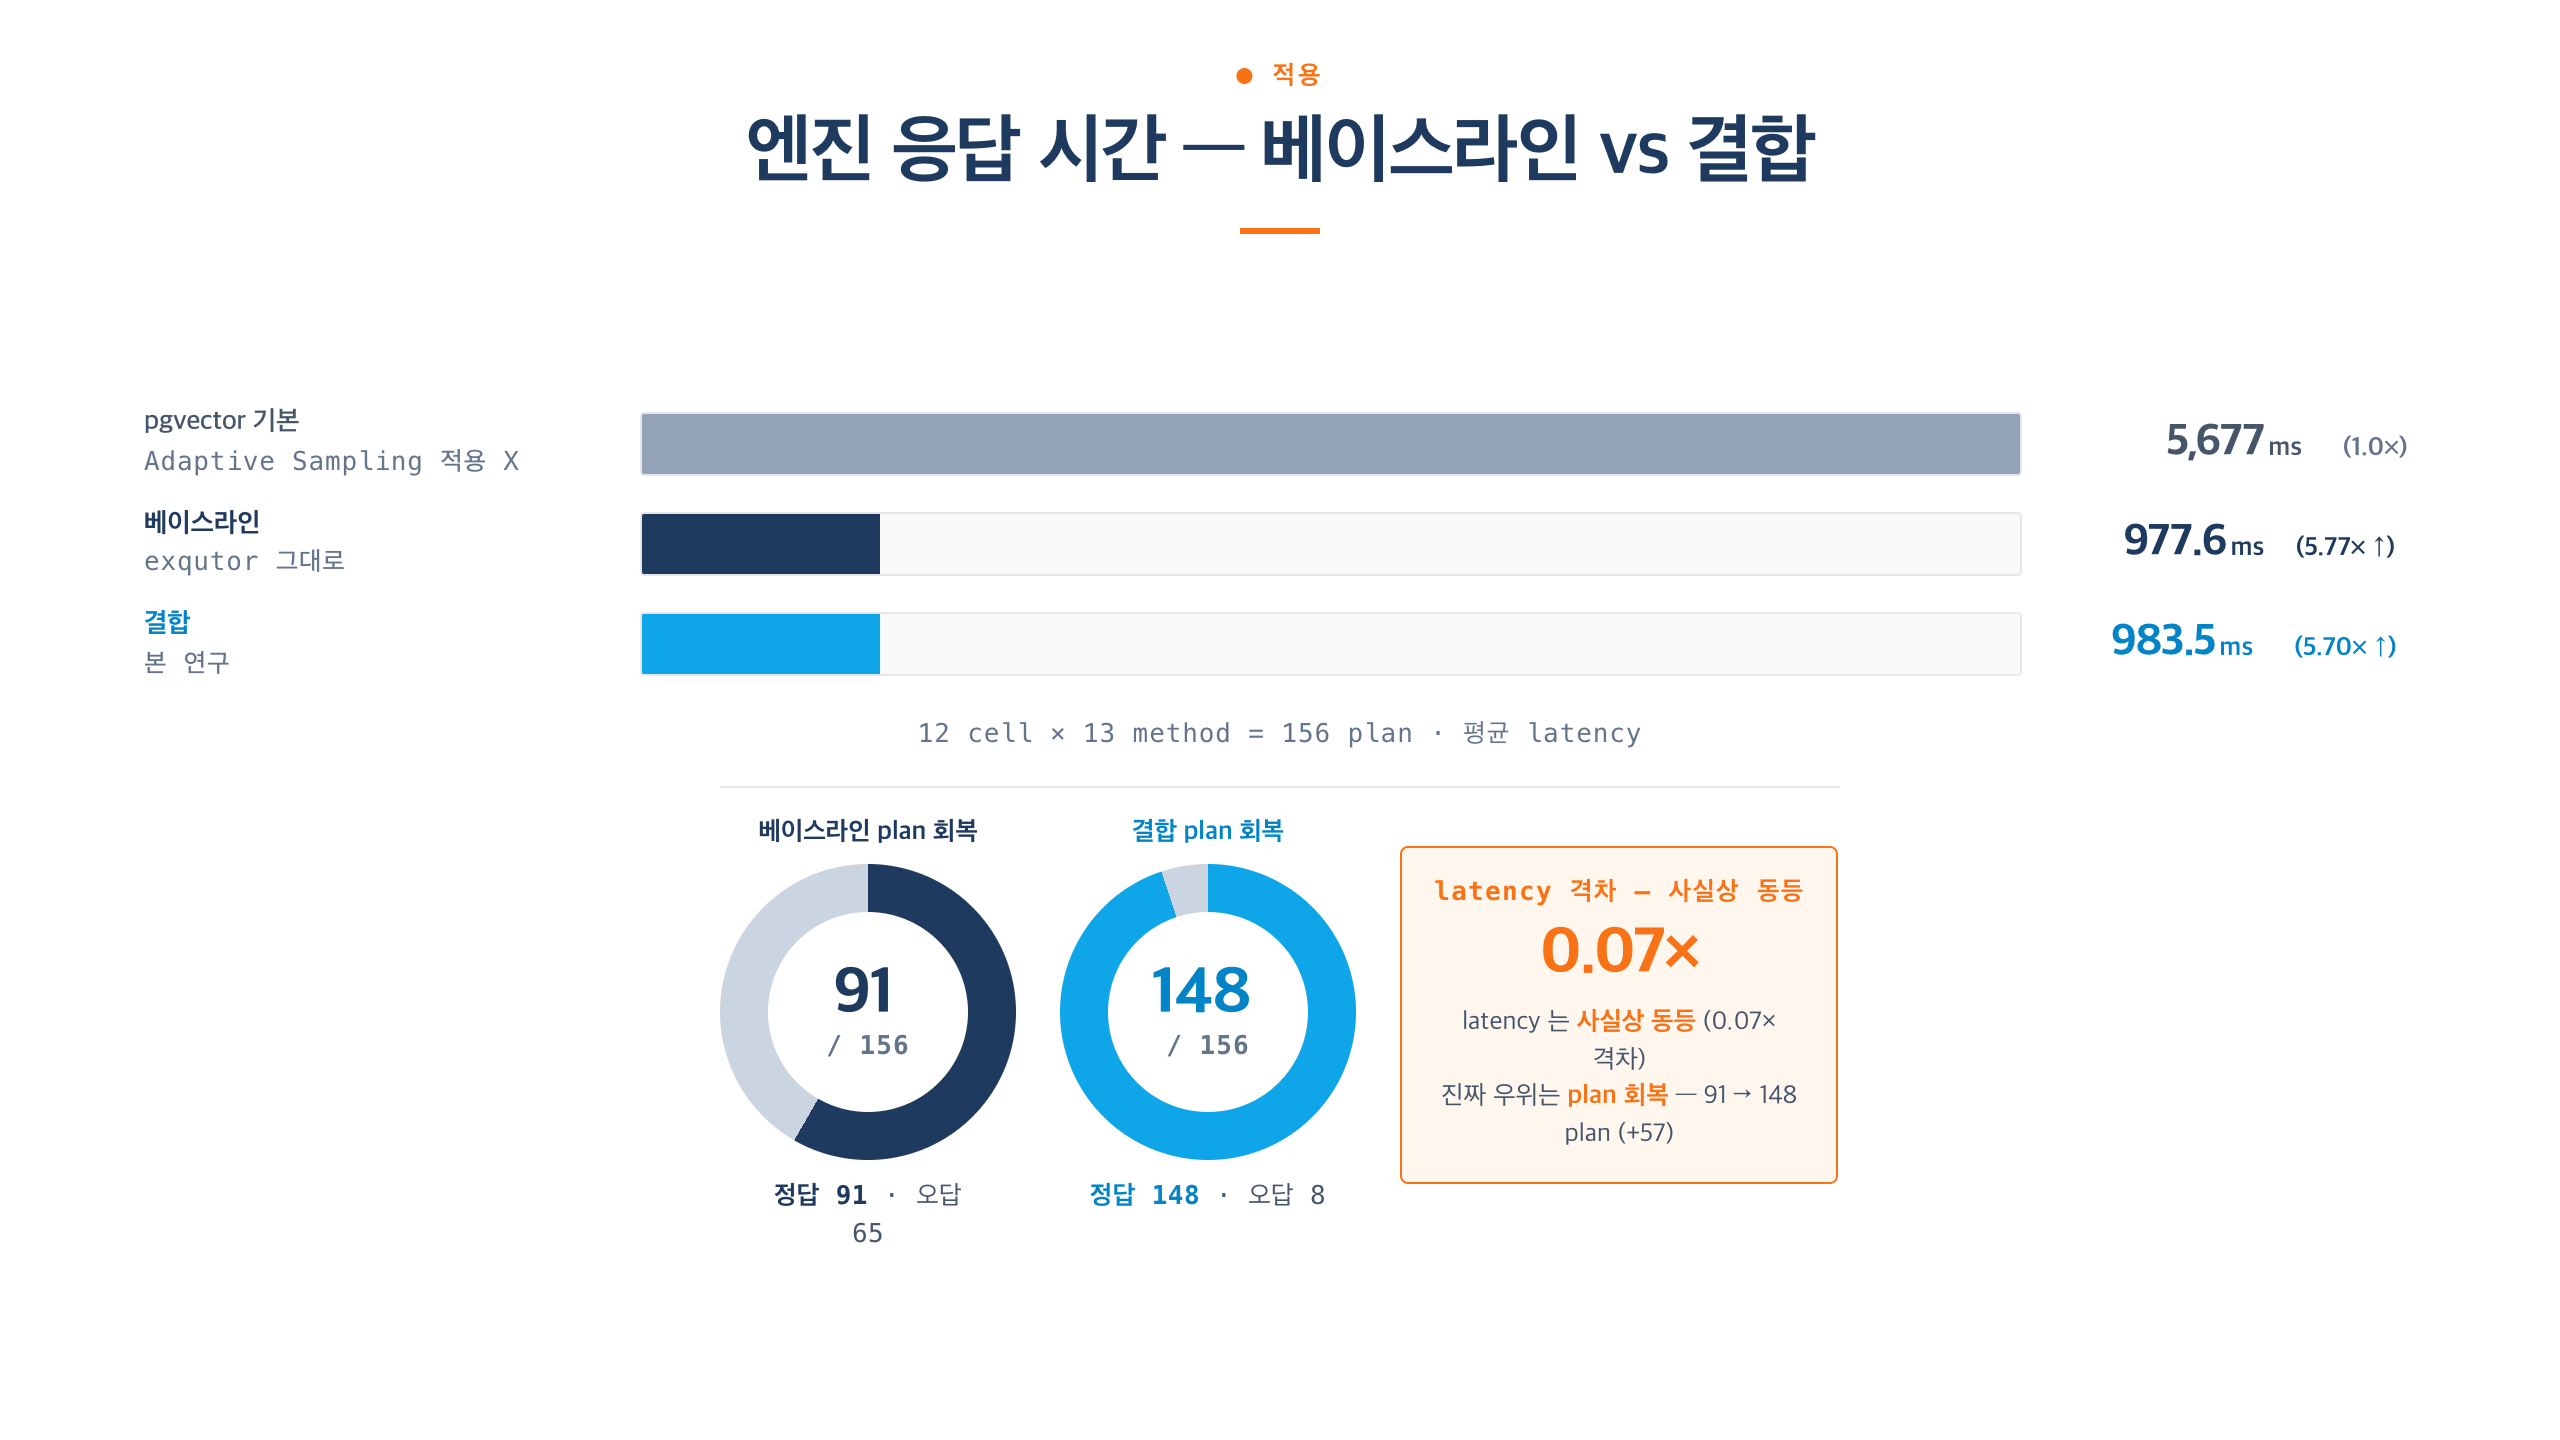 ● 적용
엔진 응답 시간 — 베이스라인 vs 결합
pgvector 기본
Adaptive Sampling 적용 X
5,677 ms (1.0×)
베이스라인
exqutor 그대로
977.6 ms (5.77× ↑)
결합
본 연구
983.5 ms (5.70× ↑)
12 cell × 13 method = 156 plan · 평균 latency
베이스라인 plan 회복
91
/ 156
정답 91 · 오답
65
결합 plan 회복
148
/ 156
정답 148 · 오답 8
latency 격차 — 사실상 동등
0.07×
latency 는 사실상 동등 (0.07×
격차)
진짜 우위는 plan 회복 — 91 → 148
plan (+57)